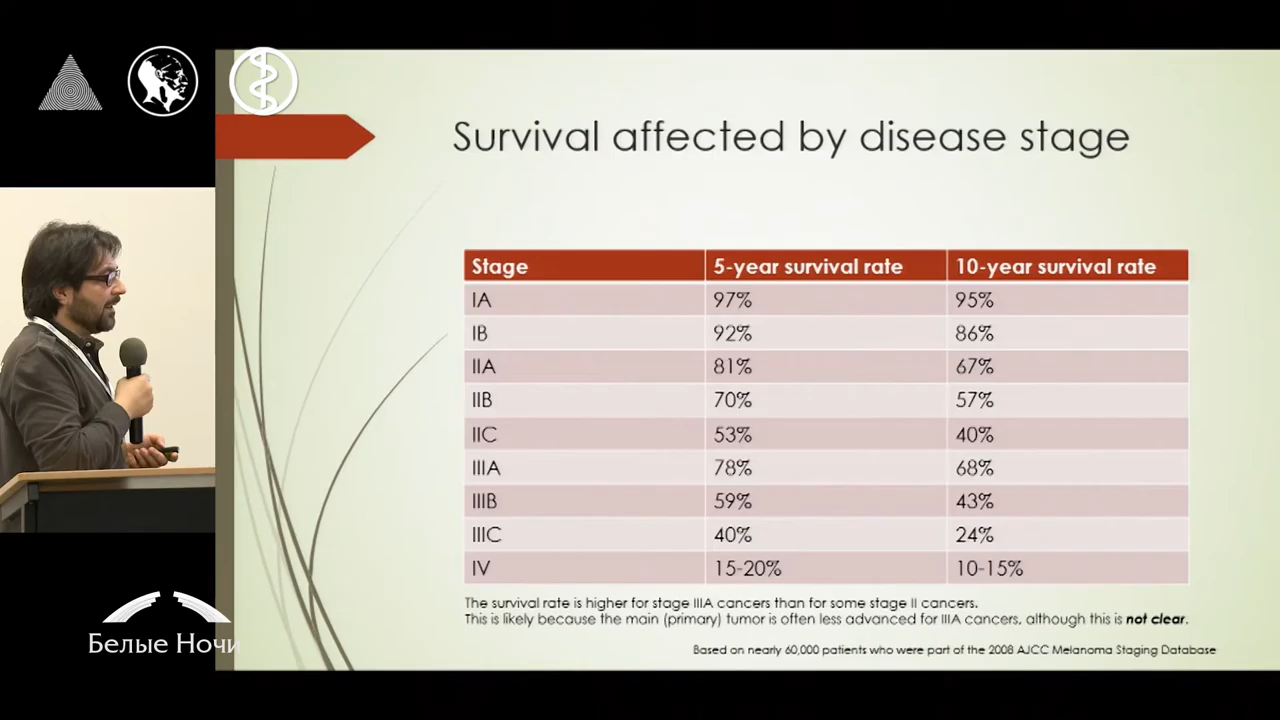 Survival affected by disease stage
Stage 5-year survival rate 10-year survival rate
IA 97% 95%
IB 92% 86%
IIA 81% 67%
IIB 70% 57%
IIC 53% 40%
IIIA 78% 68%
IIIB 59% 43%
IIIC 40% 24%
IV 15-20% 10-15%
The survival rate is higher for stage IIIA cancers than for some stage II cancers.
This is likely because the main (primary) tumor is often less advanced for IIIA cancers, although this is not clear.
Based on nearly 60,000 patients who were part of the 2008 AJCC Melanoma Staging Database
Белые Ночи